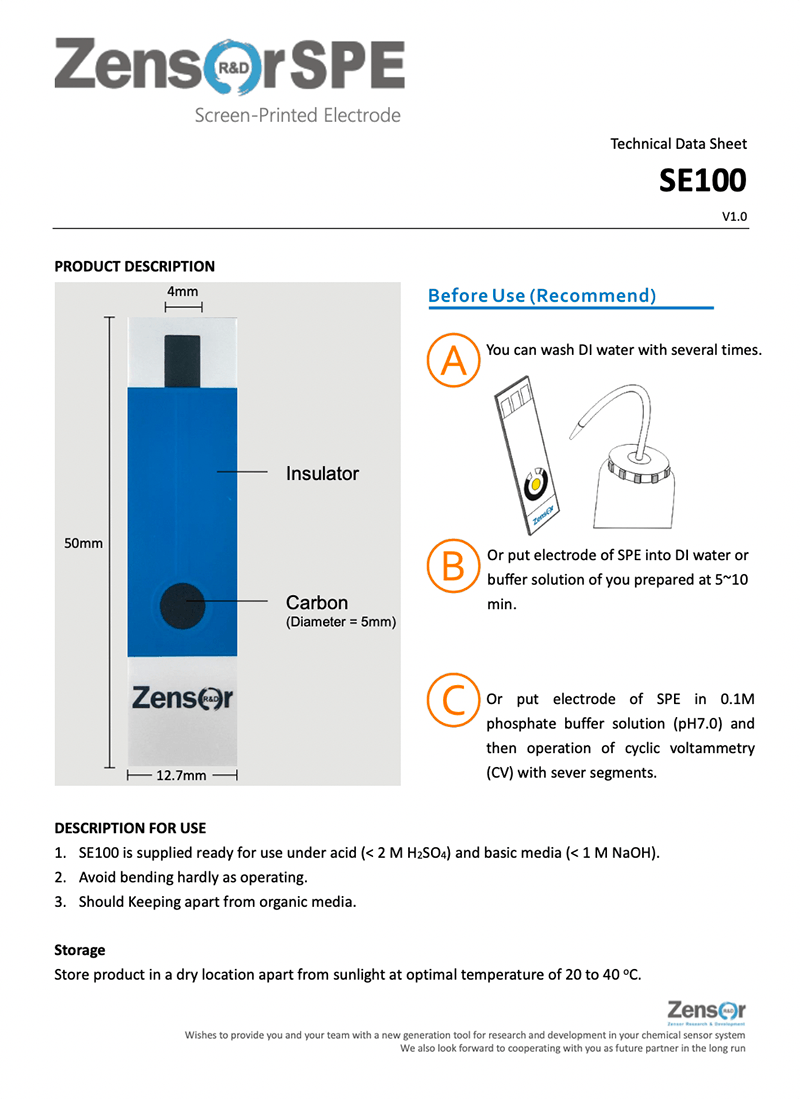 Zensor R&D SPE
Screen-Printed Electrode
Technical Data Sheet
SE100
V1.0
PRODUCT DESCRIPTION
4mm
50mm
Insulator
Carbon
(Diameter = 5mm)
Zensor R&D
12.7mm
Before Use (Recommend)
A
You can wash DI water with several times.
Zensor
B
Or put electrode of SPE into DI water or
buffer solution of you prepared at 5~10
min.
C
Or put electrode of SPE in 0.1M
phosphate buffer solution (pH7.0) and
then operation of cyclic voltammetry
(CV) with sever segments.
DESCRIPTION FOR USE
1. SE100 is supplied ready for use under acid (< 2 M H₂SO₄) and basic media (< 1 M NaOH).
2. Avoid bending hardly as operating.
3. Should Keeping apart from organic media.
Storage
Store product in a dry location apart from sunlight at optimal temperature of 20 to 40 ºC.
Zensor R&D
Zensor Research & Development
Wishes to provide you and your team with a new generation tool for research and development in your chemical sensor system
We also look forward to cooperating with you as future partner in the long run